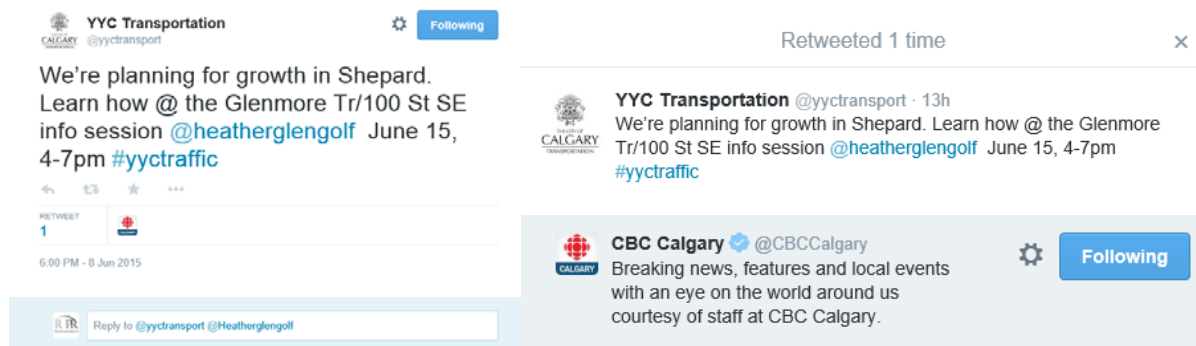 YYC Transportation
@yyctransport
Following
We're planning for growth in Shepard.
Learn how @ the Glenmore Tr/100 St SE
info session @heatherglengolf June 15,
4-7pm #yyctraffic
RETWEET
1
6:00 PM - 8 Jun 2015
Reply to @yyctransport @Heatherglengolf
Retweeted 1 time
×
CALGARY
YYC Transportation @yyctransport · 13h
We're planning for growth in Shepard. Learn how @ the Glenmore
Tr/100 St SE info session @heatherglengolf June 15, 4-7pm
#yyctraffic
CALGARY
CBC Calgary @CBCCalgary
Breaking news, features and local events
with an eye on the world around us
courtesy of staff at CBC Calgary.
Following